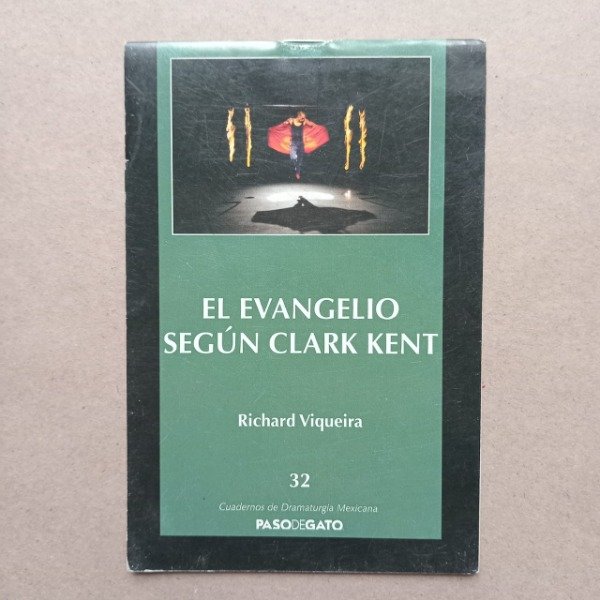 EL EVANGELIO
SEGÚN CLARK KENT
Richard Viqueira
32
Cuadernos de Dramaturgia Mexicana
PASODEGATO